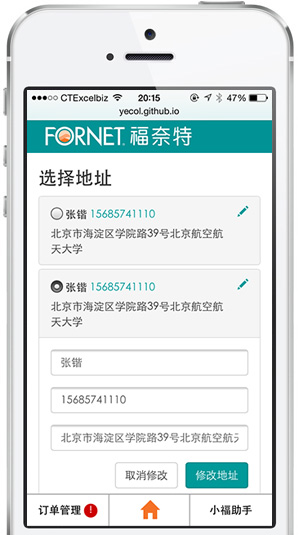 CTExcelbiz 20:15 47%
yecol.github.io
FORNET 福奈特
选择地址
张锴 15685741110
北京市海淀区学院路39号北京航空航
天大学
张锴 15685741110
北京市海淀区学院路39号北京航空航
天大学
张锴
15685741110
北京市海淀区学院路39号北京航空航天
取消修改 修改地址
订单管理 ! 小福助手